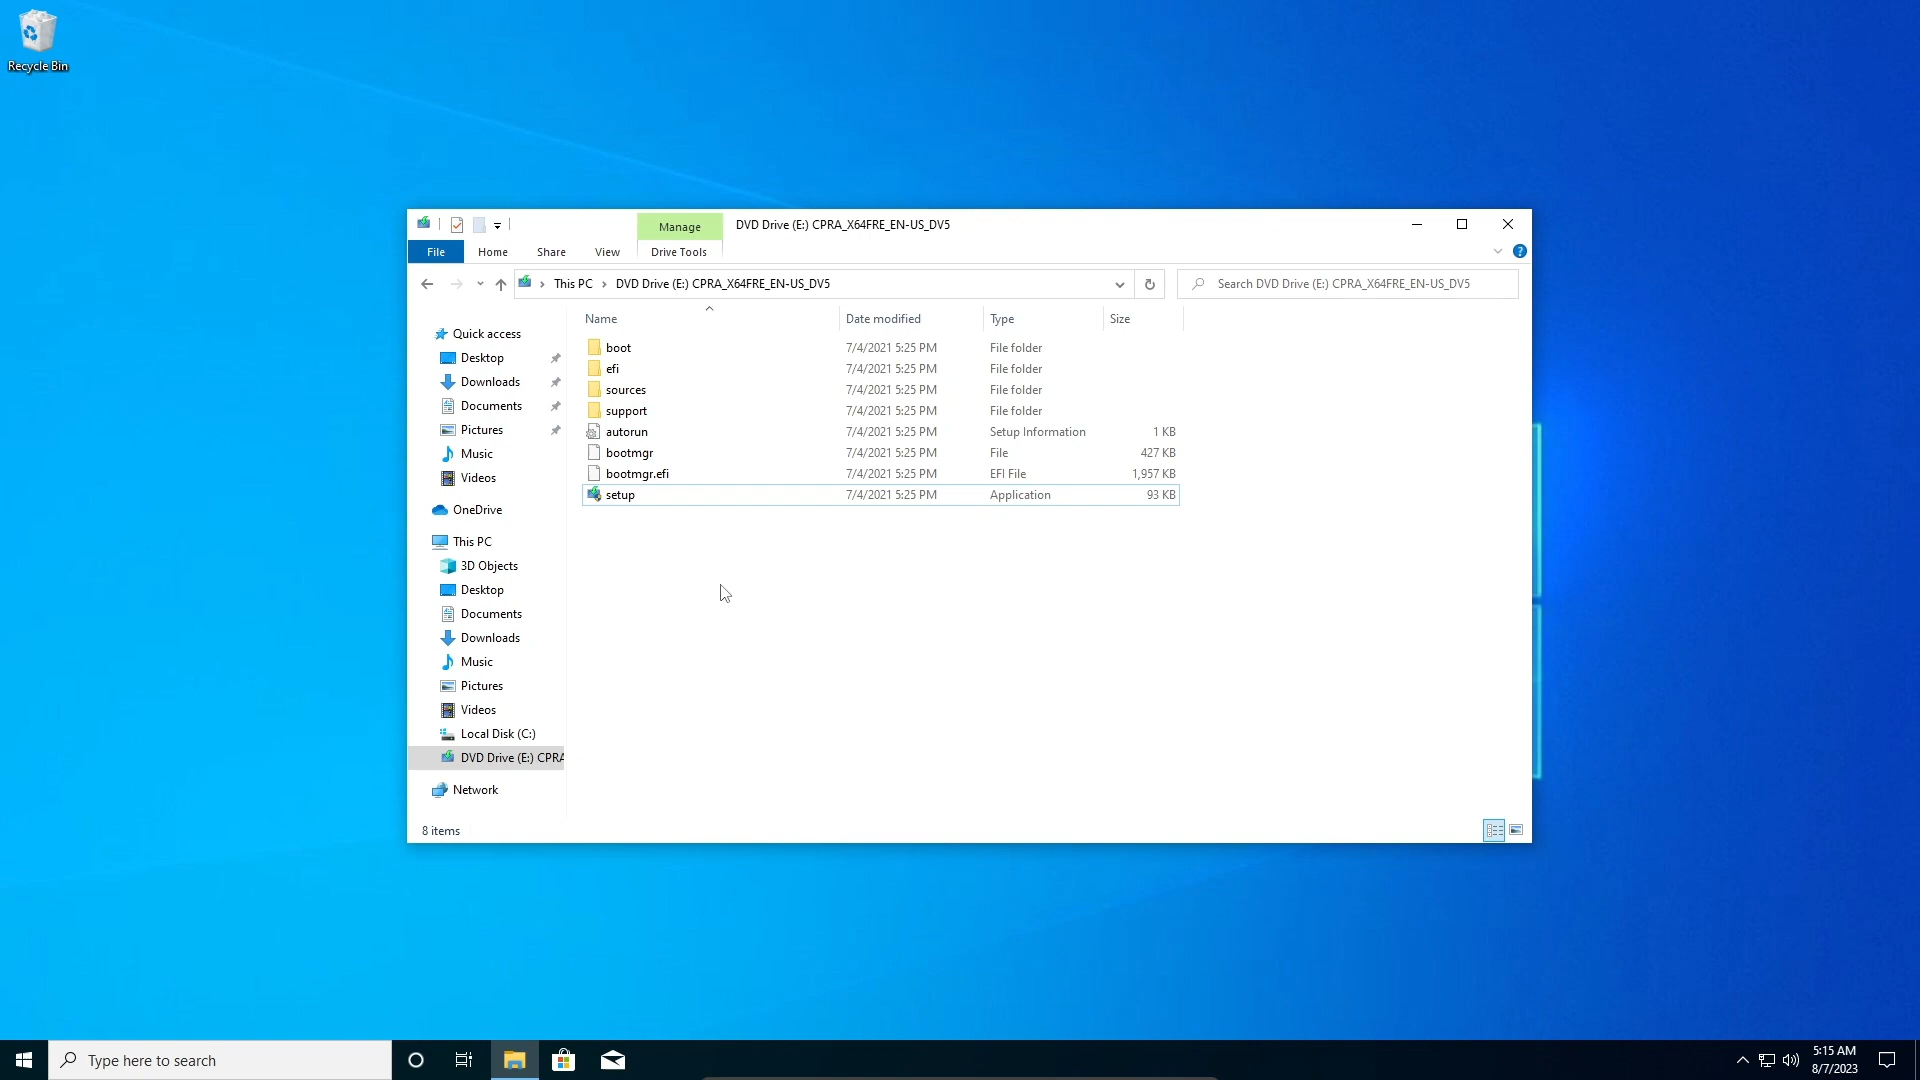 Recycle Bin
Manage
DVD Drive (E:) CPRA_X64FRE_EN-US_DV5
File
Home
Share
View
Drive Tools
This PC
DVD Drive (E:) CPRA_X64FRE_EN-US_DV5
Search DVD Drive (E:) CPRA_X64FRE_EN-US_DV5
Name
Date modified
Type
Size
Quick access
Desktop
Downloads
Documents
Pictures
Music
Videos
OneDrive
This PC
3D Objects
Desktop
Documents
Downloads
Music
Pictures
Videos
Local Disk (C:)
DVD Drive (E:) CPRA
Network
boot 7/4/2021 5:25 PM File folder
efi 7/4/2021 5:25 PM File folder
sources 7/4/2021 5:25 PM File folder
support 7/4/2021 5:25 PM File folder
autorun 7/4/2021 5:25 PM Setup Information 1 KB
bootmgr 7/4/2021 5:25 PM File 427 KB
bootmgr.efi 7/4/2021 5:25 PM EFI File 1,957 KB
setup 7/4/2021 5:25 PM Application 93 KB
8 items
Type here to search
5:15 AM
8/7/2023